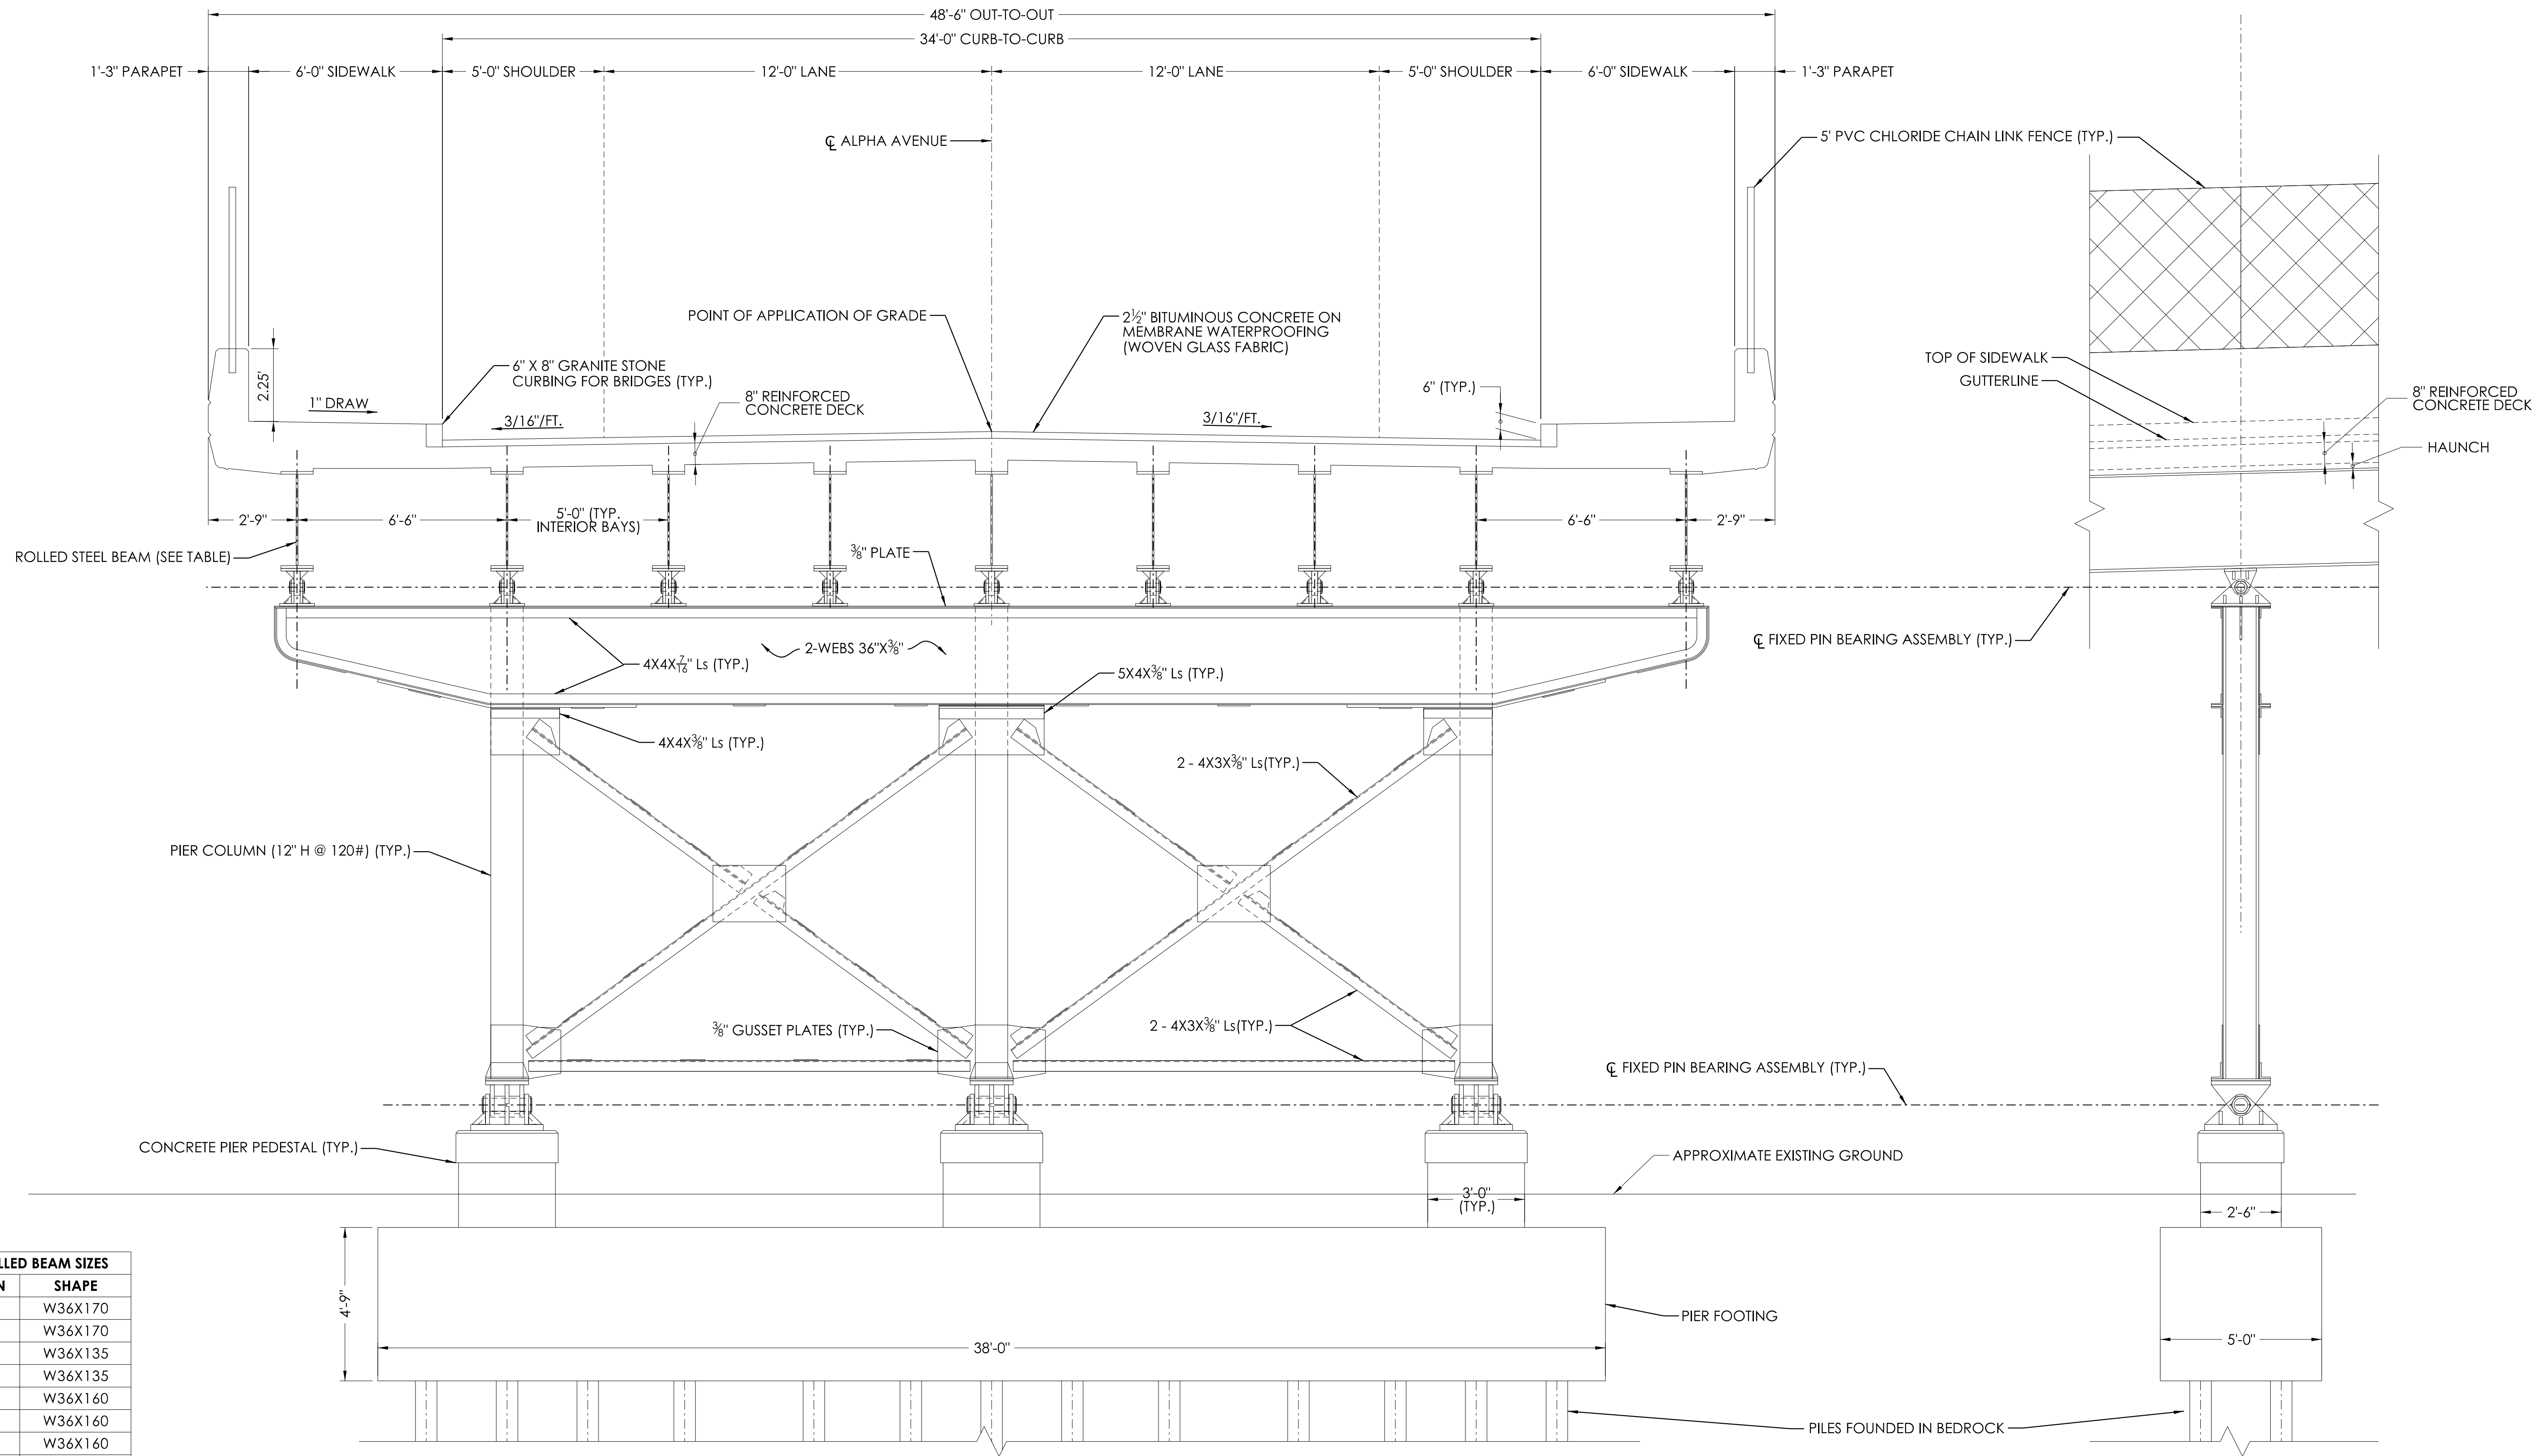 48'-6" OUT-TO-OUT
34'-0" CURB-TO-CURB
1'-3" PARAPET
6'-0" SIDEWALK
5'-0" SHOULDER
12'-0" LANE
12'-0" LANE
5'-0" SHOULDER
6'-0" SIDEWALK
1'-3" PARAPET
℄ ALPHA AVENUE
5' PVC CHLORIDE CHAIN LINK FENCE (TYP.)
POINT OF APPLICATION OF GRADE
2½" BITUMINOUS CONCRETE ON
MEMBRANE WATERPROOFING
(WOVEN GLASS FABRIC)
6" X 8" GRANITE STONE
CURBING FOR BRIDGES (TYP.)
2.25'
1" DRAW
3/16"/FT.
8" REINFORCED
CONCRETE DECK
3/16"/FT.
6" (TYP.)
TOP OF SIDEWALK
GUTTERLINE
8" REINFORCED
CONCRETE DECK
HAUNCH
2'-9"
6'-6"
5'-0" (TYP.
INTERIOR BAYS)
6'-6"
2'-9"
ROLLED STEEL BEAM (SEE TABLE)
⅜" PLATE
2-WEBS 36"X⅜"
4X4X7/16" Ls (TYP.)
5X4X⅜" Ls (TYP.)
℄ FIXED PIN BEARING ASSEMBLY (TYP.)
4X4X⅜" Ls (TYP.)
2 - 4X3X⅜" Ls(TYP.)
PIER COLUMN (12" H @ 120#) (TYP.)
⅜" GUSSET PLATES (TYP.)
2 - 4X3X⅜" Ls(TYP.)
℄ FIXED PIN BEARING ASSEMBLY (TYP.)
CONCRETE PIER PEDESTAL (TYP.)
APPROXIMATE EXISTING GROUND
3'-0"
(TYP.)
2'-6"
4'-9"
38'-0"
PIER FOOTING
5'-0"
PILES FOUNDED IN BEDROCK
LLED BEAM SIZES
N SHAPE
W36X170
W36X170
W36X135
W36X135
W36X160
W36X160
W36X160